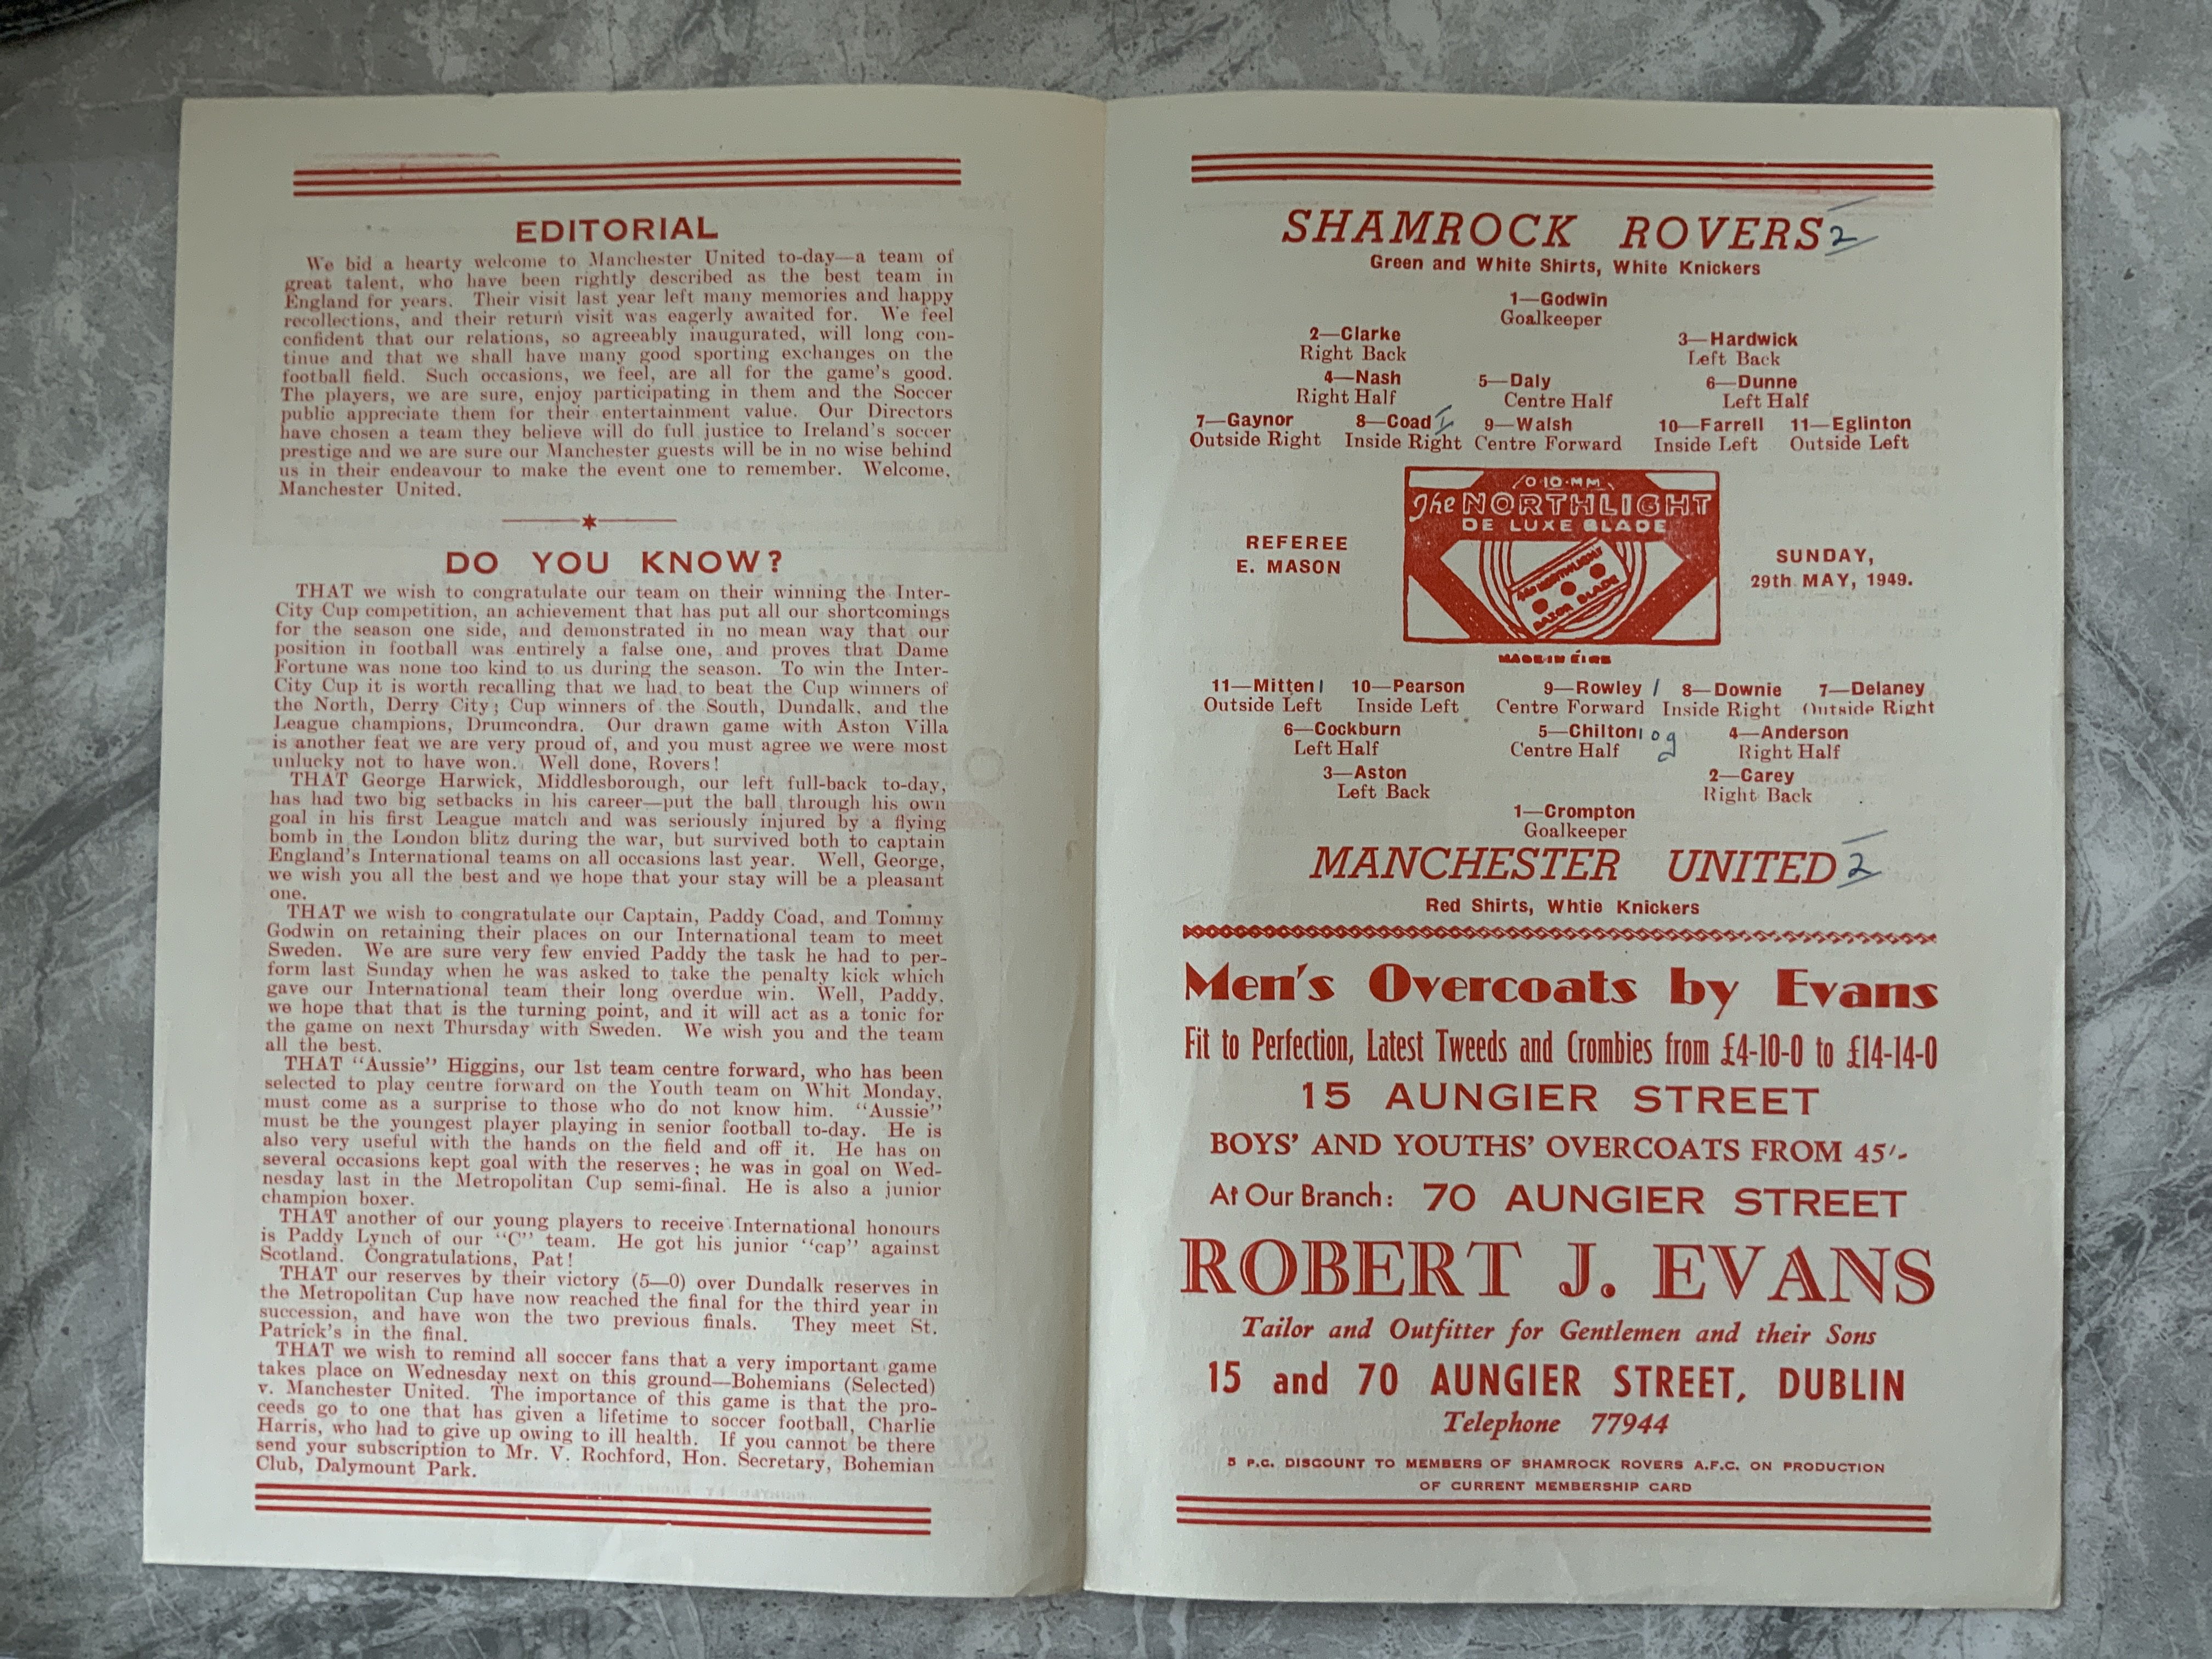 EDITORIAL
We bid a hearty welcome to Manchester United to-day—a team of
great talent, who have been rightly described as the best team in
England for years. Their visit last year left many memories and happy
recollections, and their return visit was eagerly awaited for. We feel
confident that our relations, so agreeably inaugurated, will long con-
tinue and that we shall have many good sporting exchanges on the
football field. Such occasions, we feel, are all for the game's good.
The players, we are sure, enjoy participating in them and the Soccer
public appreciate them for their entertainment value. Our Directors
have chosen a team they believe will do full justice to Ireland's soccer
prestige and we are sure our Manchester guests will be in no wise behind
us in their endeavour to make the event one to remember. Welcome,
Manchester United.
DO YOU KNOW?
THAT we wish to congratulate our team on their winning the Inter-
City Cup competition, an achievement that has put all our shortcomings
for the season one side, and demonstrated in no mean way that our
position in football was entirely a false one, and proves that Dame
Fortune was none too kind to us during the season. To win the Inter-
City Cup it is worth recalling that we had to beat the Cup winners of
the North, Derry City; Cup winners of the South, Dundalk, and the
League champions, Drumcondra. Our drawn game with Aston Villa
is another feat we are very proud of, and you must agree we were most
unlucky not to have won. Well done, Rovers!
THAT George Harwick, Middlesborough, our left full-back to-day,
has had two big setbacks in his career—put the ball through his own
goal in his first League match and was seriously injured by a flying
bomb in the London blitz during the war, but survived both to captain
England's International teams on all occasions last year. Well, George,
we wish you all the best and we hope that your stay will be a pleasant
one.
THAT we wish to congratulate our Captain, Paddy Coad, and Tommy
Godwin on retaining their places on our International team to meet
Sweden. We are sure very few envied Paddy the task he had to per-
form last Sunday when he was asked to take the penalty kick which
gave our International team their long overdue win. Well, Paddy,
we hope that that is the turning point, and it will act as a tonic for
the game on next Thursday with Sweden. We wish you and the team
all the best.
THAT "Aussie" Higgins, our 1st team centre forward, who has been
selected to play centre forward on the Youth team on Whit Monday,
must come as a surprise to those who do not know him. "Aussie"
must be the youngest player playing in senior football to-day. He is
also very useful with the hands on the field and off it. He has on
several occasions kept goal with the reserves; he was in goal on Wed-
nesday last in the Metropolitan Cup semi-final. He is also a junior
champion boxer.
THAT another of our young players to receive International honours
is Paddy Lynch of our "C" team. He got his junior "cap" against
Scotland. Congratulations, Pat!
THAT our reserves by their victory (5—0) over Dundalk reserves in
the Metropolitan Cup have now reached the final for the third year in
succession, and have won the two previous finals. They meet St.
Patrick's in the final.
THAT we wish to remind all soccer fans that a very important game
takes place on Wednesday next on this ground—Bohemians (Selected)
v. Manchester United. The importance of this game is that the pro-
ceeds go to one that has given a lifetime to soccer football, Charlie
Harris, who had to give up owing to ill health. If you cannot be there
send your subscription to Mr. V. Rochford, Hon. Secretary, Bohemian
Club, Dalymount Park.
SHAMROCK ROVERS 2
Green and White Shirts, White Knickers
1—Godwin
Goalkeeper
2—Clarke 3—Hardwick
Right Back Left Back
4—Nash 5—Daly 6—Dunne
Right Half Centre Half Left Half
7—Gaynor 8—Coad I 9—Walsh 10—Farrell 11—Eglinton
Outside Right Inside Right Centre Forward Inside Left Outside Left
0·10·MM
The NORTHLIGHT
DE LUXE BLADE
NORTHLIGHT
RAZOR BLADE
MADE IN ÉIRE
REFEREE
E. MASON
SUNDAY,
29th MAY, 1949.
11—Mitten 1 10—Pearson 9—Rowley 1 8—Downie 7—Delaney
Outside Left Inside Left Centre Forward Inside Right Outside Right
6—Cockburn 5—Chilton 1 og 4—Anderson
Left Half Centre Half Right Half
3—Aston 2—Carey
Left Back Right Back
1—Crompton
Goalkeeper
MANCHESTER UNITED 2
Red Shirts, Whtie Knickers
Men's Overcoats by Evans
Fit to Perfection, Latest Tweeds and Crombies from £4-10-0 to £14-14-0
15 AUNGIER STREET
BOYS' AND YOUTHS' OVERCOATS FROM 45/-
At Our Branch: 70 AUNGIER STREET
ROBERT J. EVANS
Tailor and Outfitter for Gentlemen and their Sons
15 and 70 AUNGIER STREET, DUBLIN
Telephone 77944
5 P.C. DISCOUNT TO MEMBERS OF SHAMROCK ROVERS A.F.C. ON PRODUCTION
OF CURRENT MEMBERSHIP CARD